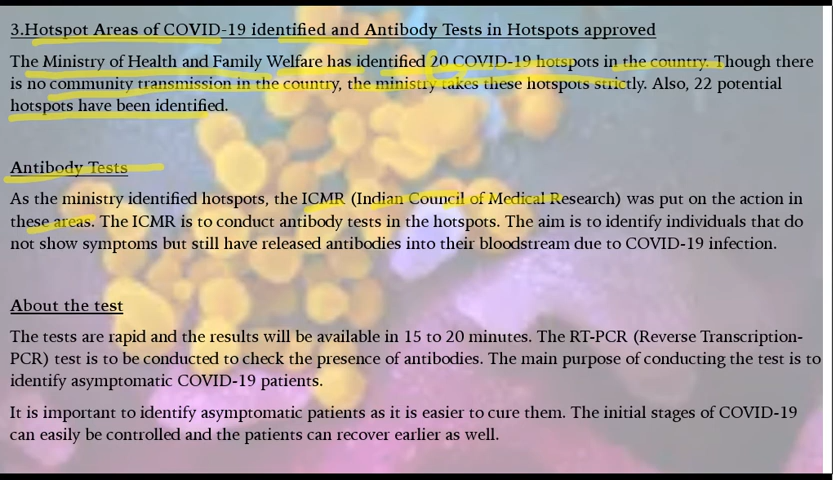 3.Hotspot Areas of COVID-19 identified and Antibody Tests in Hotspots approved
The Ministry of Health and Family Welfare has identified 20 COVID-19 hotspots in the country. Though there
is no community transmission in the country, the ministry takes these hotspots strictly. Also, 22 potential
hotspots have been identified.
Antibody Tests
As the ministry identified hotspots, the ICMR (Indian Council of Medical Research) was put on the action in
these areas. The ICMR is to conduct antibody tests in the hotspots. The aim is to identify individuals that do
not show symptoms but still have released antibodies into their bloodstream due to COVID-19 infection.
About the test
The tests are rapid and the results will be available in 15 to 20 minutes. The RT-PCR (Reverse Transcription-
PCR) test is to be conducted to check the presence of antibodies. The main purpose of conducting the test is to
identify asymptomatic COVID-19 patients.
It is important to identify asymptomatic patients as it is easier to cure them. The initial stages of COVID-19
can easily be controlled and the patients can recover earlier as well.